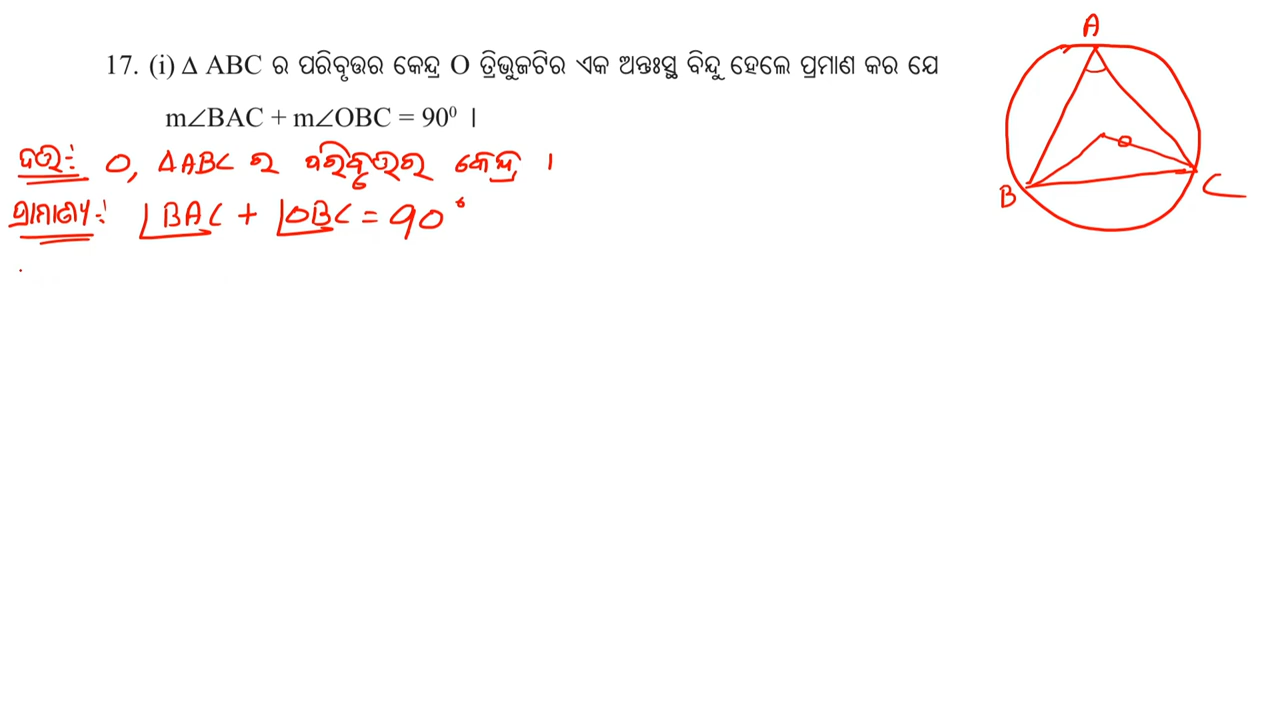 17. (i) Δ ABC ର ପରିବୃତ୍ତର କେନ୍ଦ୍ର O ତ୍ରିଭୁଜଟିର ଏକ ଅନ୍ତଃସ୍ଥ ବିନ୍ଦୁ ହେଲେ ପ୍ରମାଣ କର ଯେ
m∠BAC + m∠OBC = 90⁰ ।
ଦତ୍ତ:- O, ΔABC ର ପରିବୃତ୍ତର କେନ୍ଦ୍ର ।
ପ୍ରାମାଣ୍ୟ:- ∠BAC + ∠OBC = 90°
A
O
B
C